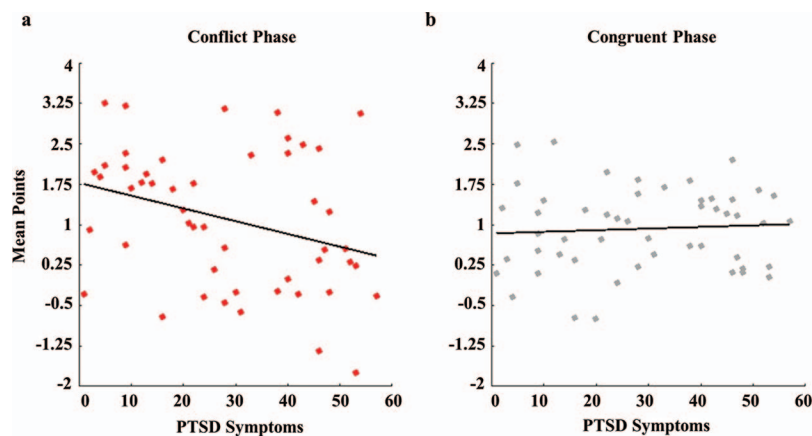 a
Conflict Phase
4
3.25
2.5
1.75
1
0.25
-0.5
-1.25
-2
Mean Points
0 10 20 30 40 50 60
PTSD Symptoms
b
Congruent Phase
4
3.25
2.5
1.75
1
0.25
-0.5
-1.25
-2
0 10 20 30 40 50 60
PTSD Symptoms